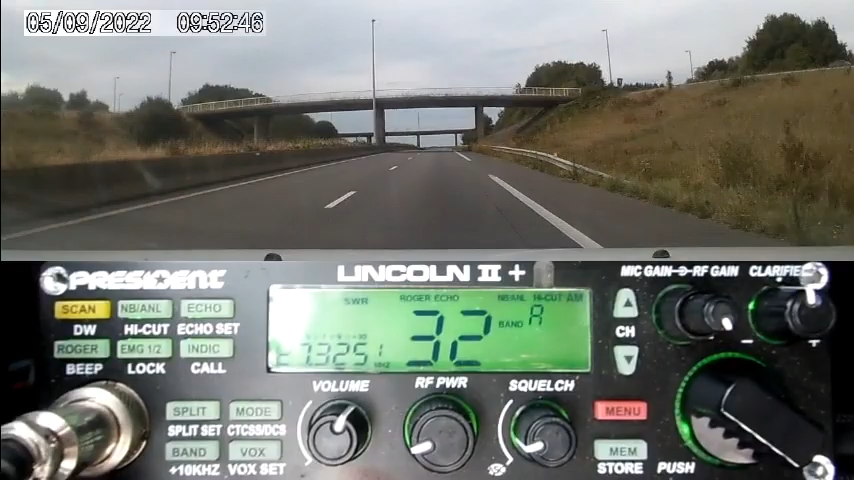 05/09/2022 09:52:46
PRESIDENT LINCOLN II + MIC GAIN RF GAIN CLARIFIER
SCAN NB/ANL ECHO
DW HI-CUT ECHO SET
ROGER EMG 1/2 INDIC
BEEP LOCK CALL
SWR ROGER ECHO NB/ANL HI-CUT AM
32 BAND A
27.3251
CH
- +
VOLUME RF PWR SQUELCH
SPLIT MODE
SPLIT SET CTCSS/DCS
BAND VOX
+10KHZ VOX SET
MENU
MEM
STORE PUSH